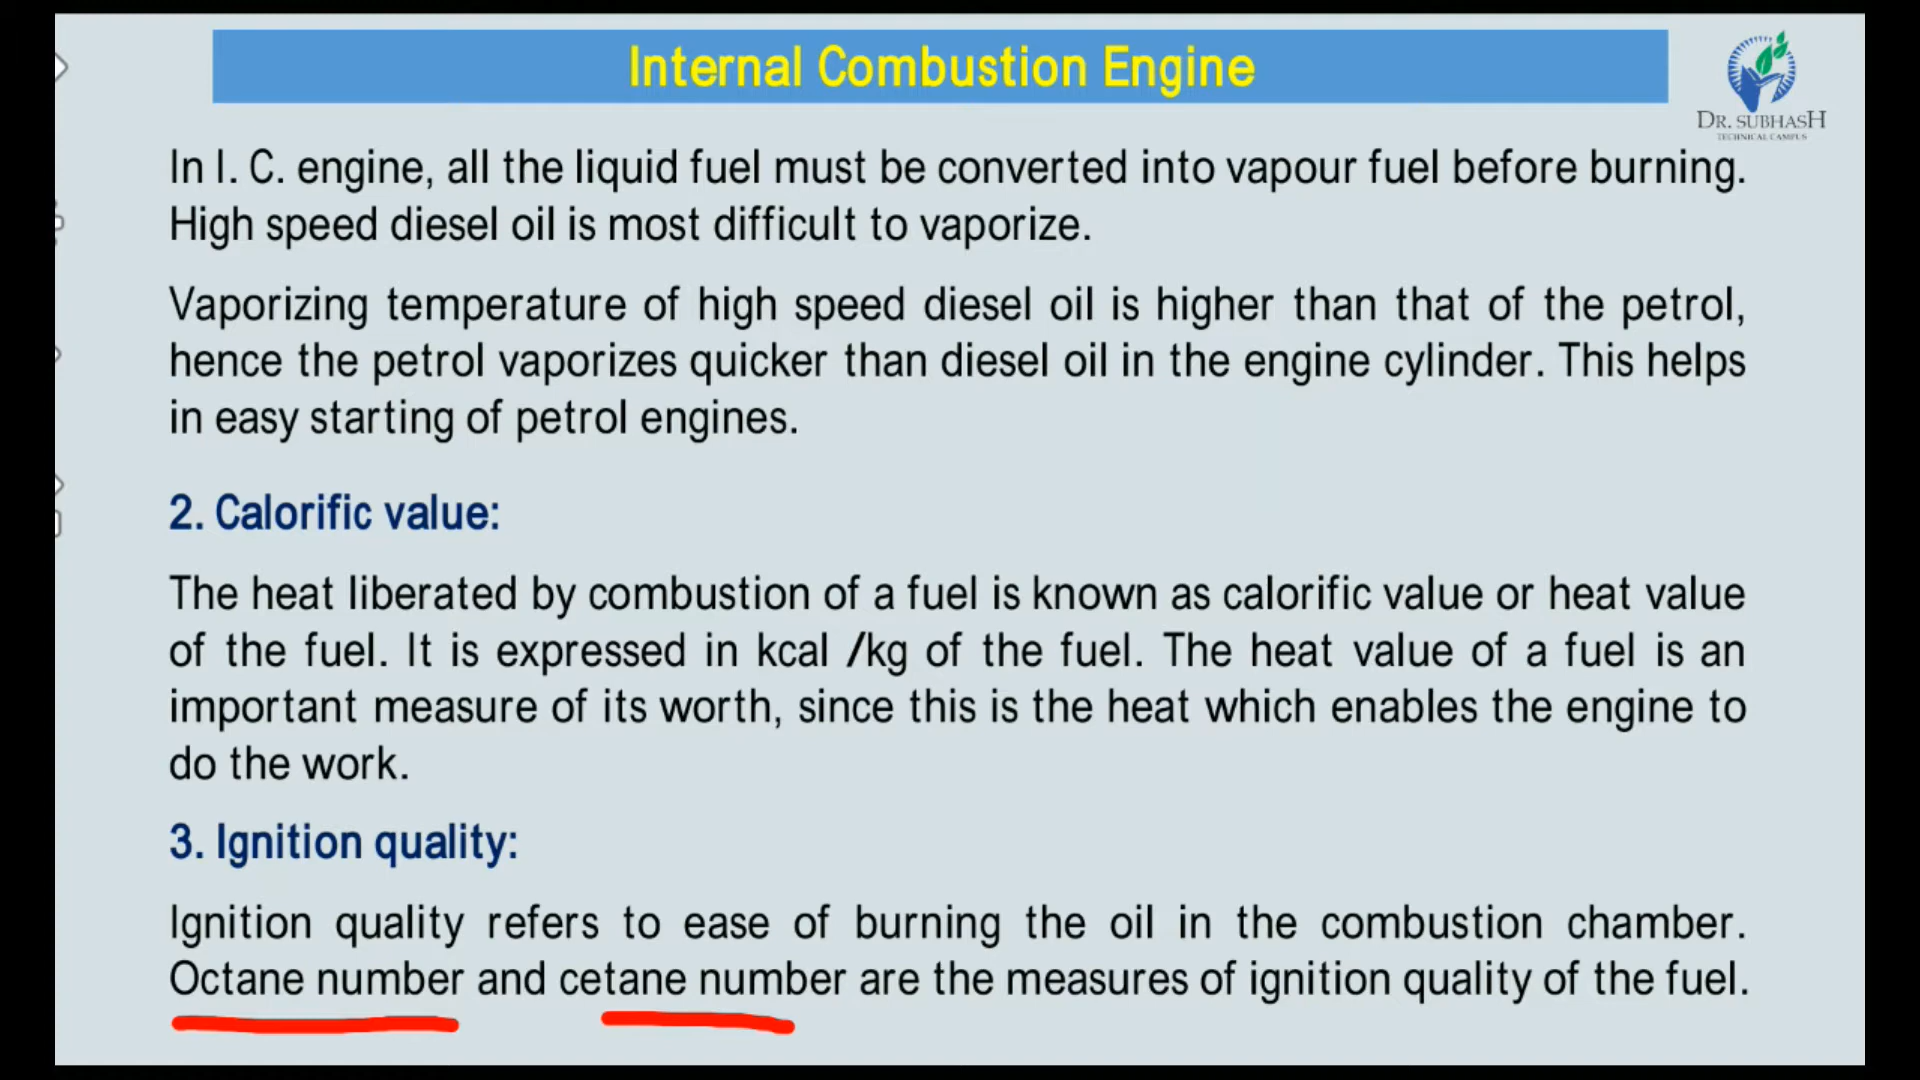 Internal Combustion Engine
DR. SUBHASH
TECHNICAL CAMPUS
In I. C. engine, all the liquid fuel must be converted into vapour fuel before burning.
High speed diesel oil is most difficult to vaporize.
Vaporizing temperature of high speed diesel oil is higher than that of the petrol,
hence the petrol vaporizes quicker than diesel oil in the engine cylinder. This helps
in easy starting of petrol engines.
2. Calorific value:
The heat liberated by combustion of a fuel is known as calorific value or heat value
of the fuel. It is expressed in kcal /kg of the fuel. The heat value of a fuel is an
important measure of its worth, since this is the heat which enables the engine to
do the work.
3. Ignition quality:
Ignition quality refers to ease of burning the oil in the combustion chamber.
Octane number and cetane number are the measures of ignition quality of the fuel.